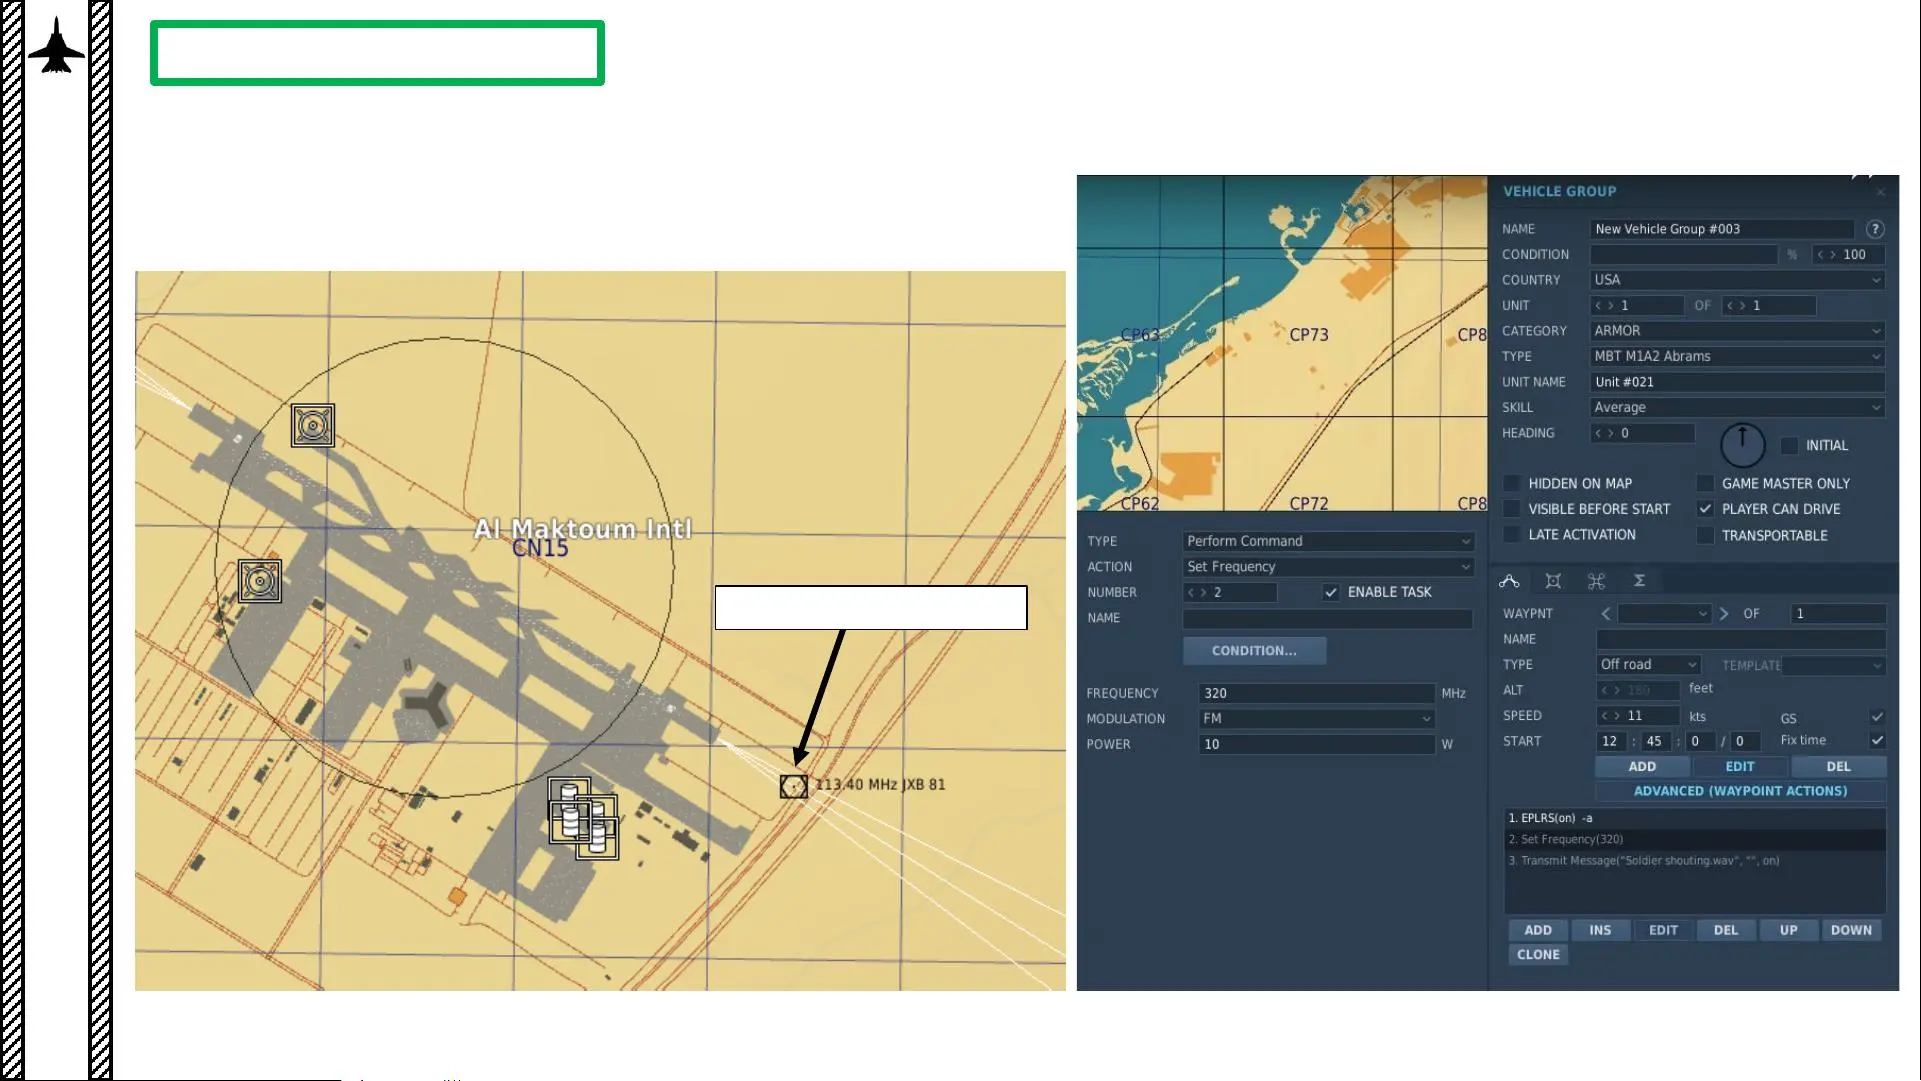 Al Maktoum Intl
CN15
113.40 MHz JXB 81
CP63
CP73
CP8
CP62
CP72
CP8
TYPE Perform Command
ACTION Set Frequency
NUMBER < > 2 ENABLE TASK
NAME
CONDITION...
FREQUENCY 320 MHz
MODULATION FM
POWER 10 W
VEHICLE GROUP
NAME New Vehicle Group #003 ?
CONDITION % < > 100
COUNTRY USA
UNIT < > 1 OF < > 1
CATEGORY ARMOR
TYPE MBT M1A2 Abrams
UNIT NAME Unit #021
SKILL Average
HEADING < > 0 INITIAL
HIDDEN ON MAP GAME MASTER ONLY
VISIBLE BEFORE START PLAYER CAN DRIVE
LATE ACTIVATION TRANSPORTABLE
WAYPNT < > OF 1
NAME
TYPE Off road TEMPLATE
ALT < > 180 feet
SPEED < > 11 kts GS
START 12 : 45 : 0 / 0 Fix time
ADD EDIT DEL
ADVANCED (WAYPOINT ACTIONS)
1. EPLRS(on) -a
2. Set Frequency(320)
3. Transmit Message("Soldier shouting.wav", "", on)
ADD INS EDIT DEL UP DOWN
CLONE